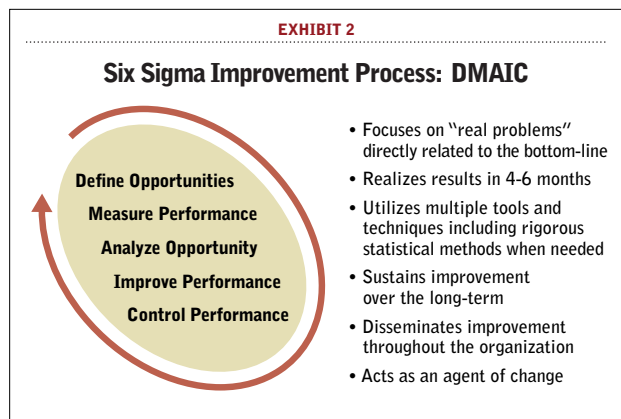 EXHIBIT 2
Six Sigma Improvement Process: DMAIC
Define Opportunities
Measure Performance
Analyze Opportunity
Improve Performance
Control Performance
• Focuses on “real problems”
directly related to the bottom-line
• Realizes results in 4-6 months
• Utilizes multiple tools and
techniques including rigorous
statistical methods when needed
• Sustains improvement
over the long-term
• Disseminates improvement
throughout the organization
• Acts as an agent of change